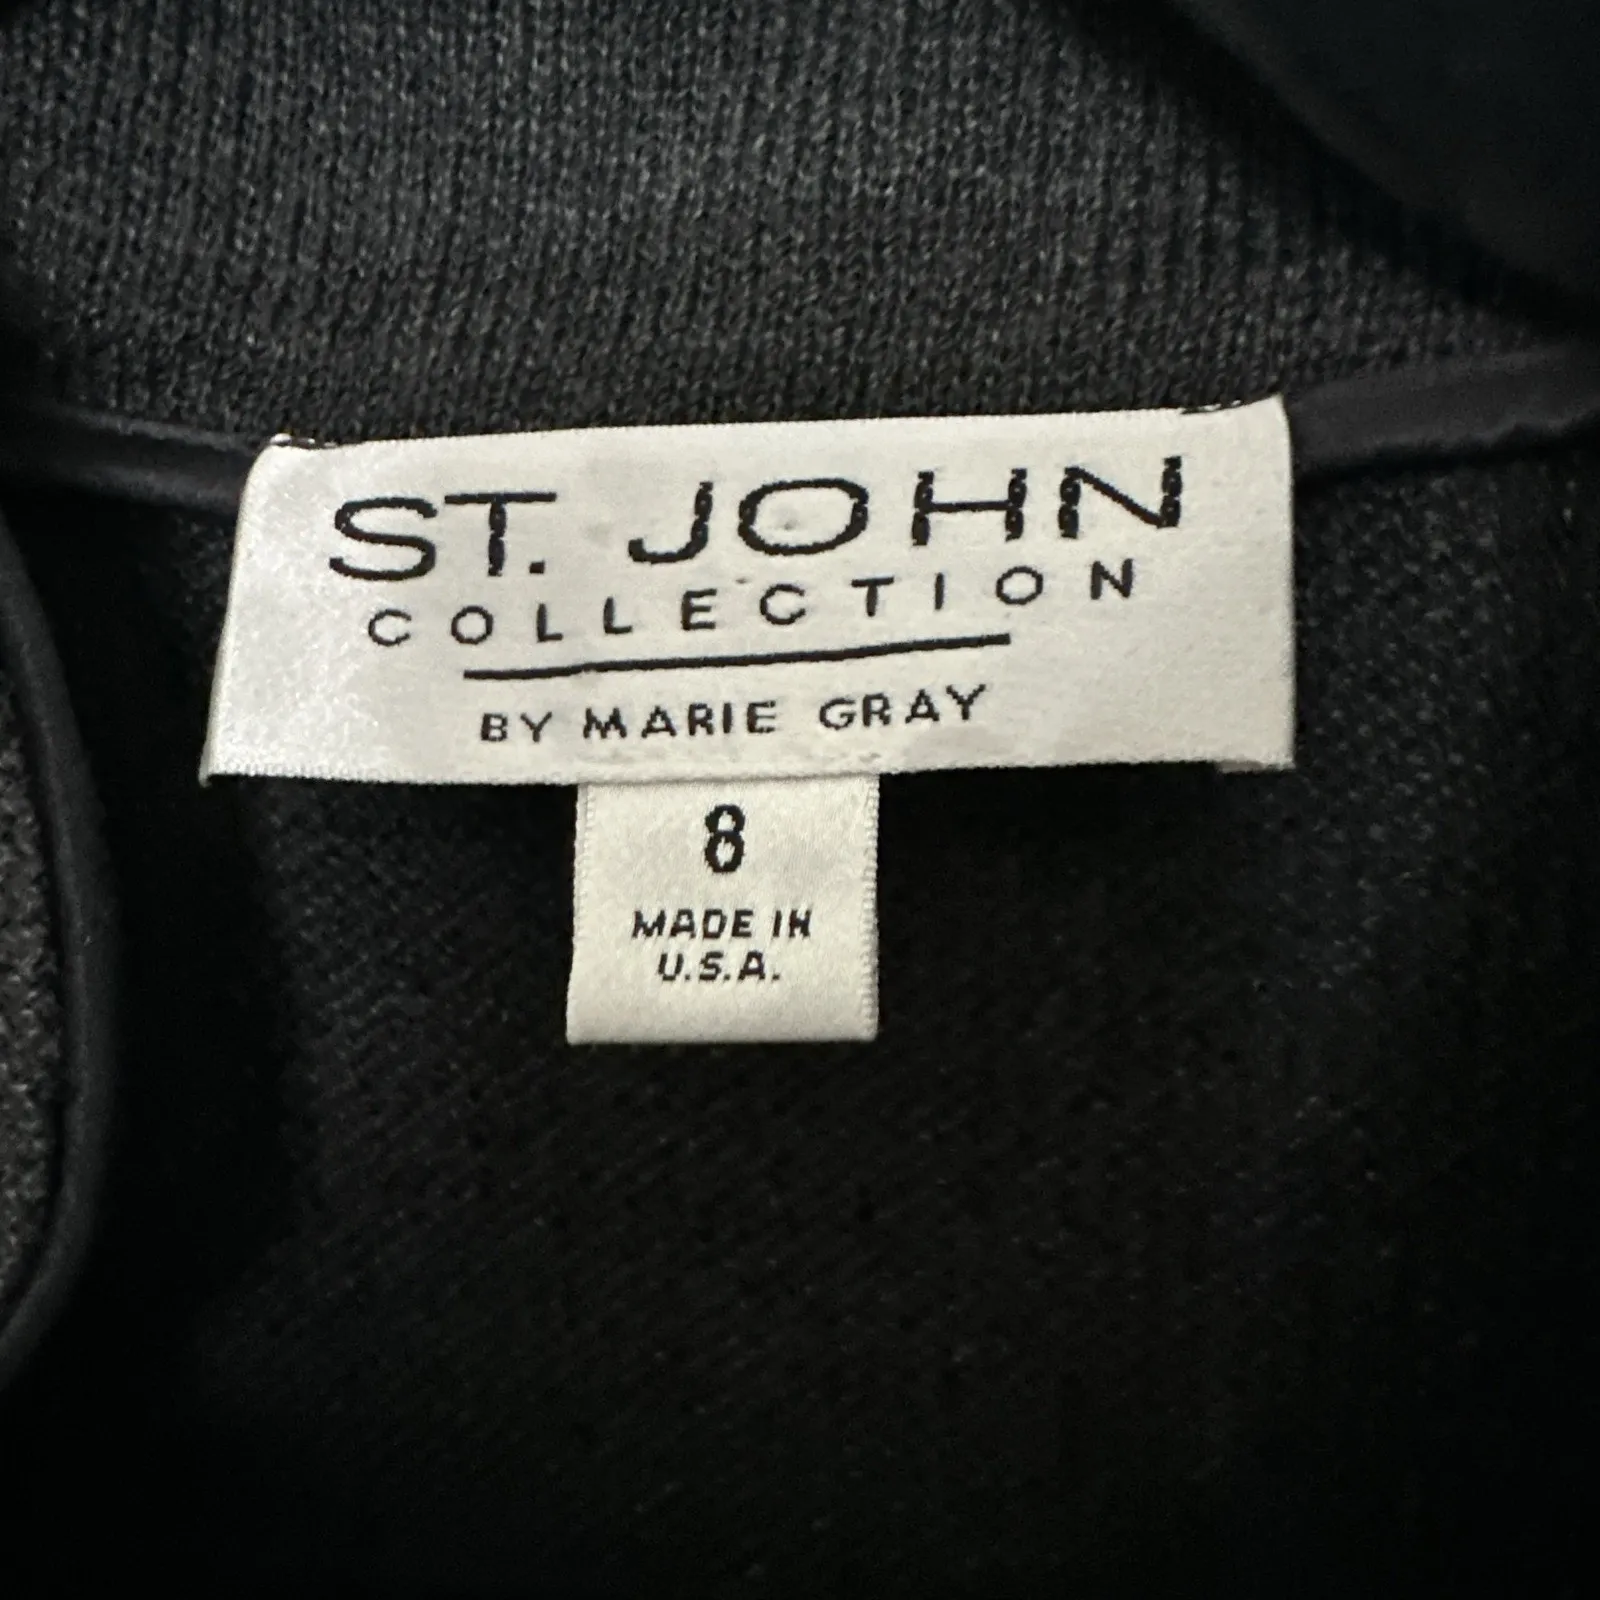 ST. JOHN
COLLECTION
BY MARIE GRAY
8
MADE IN
U.S.A.